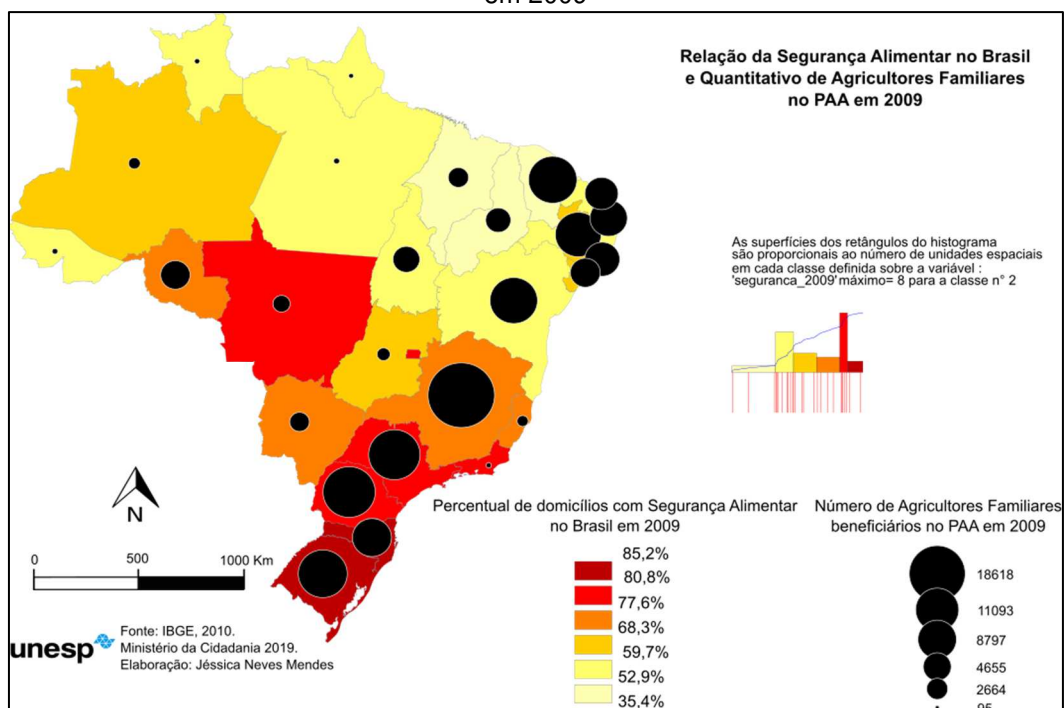 em 2009
Relação da Segurança Alimentar no Brasil
e Quantitativo de Agricultores Familiares
no PAA em 2009
As superfícies dos retângulos do histograma
são proporcionais ao número de unidades espaciais
em cada classe definida sobre a variável :
'seguranca_2009'máximo= 8 para a classe n° 2
N
0 500 1000 Km
Percentual de domicílios com Segurança Alimentar
no Brasil em 2009
85,2%
80,8%
77,6%
68,3%
59,7%
52,9%
35,4%
Número de Agricultores Familiares
beneficiários no PAA em 2009
18618
11093
8797
4655
2664
unesp
Fonte: IBGE, 2010.
Ministério da Cidadania 2019.
Elaboração: Jéssica Neves Mendes